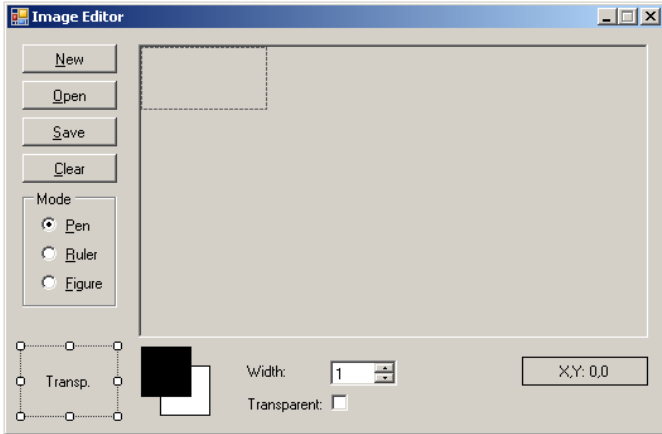 Image Editor
New
Open
Save
Clear
Mode
Pen
Ruler
Figure
Transp.
Width: 1
Transparent:
X,Y: 0,0